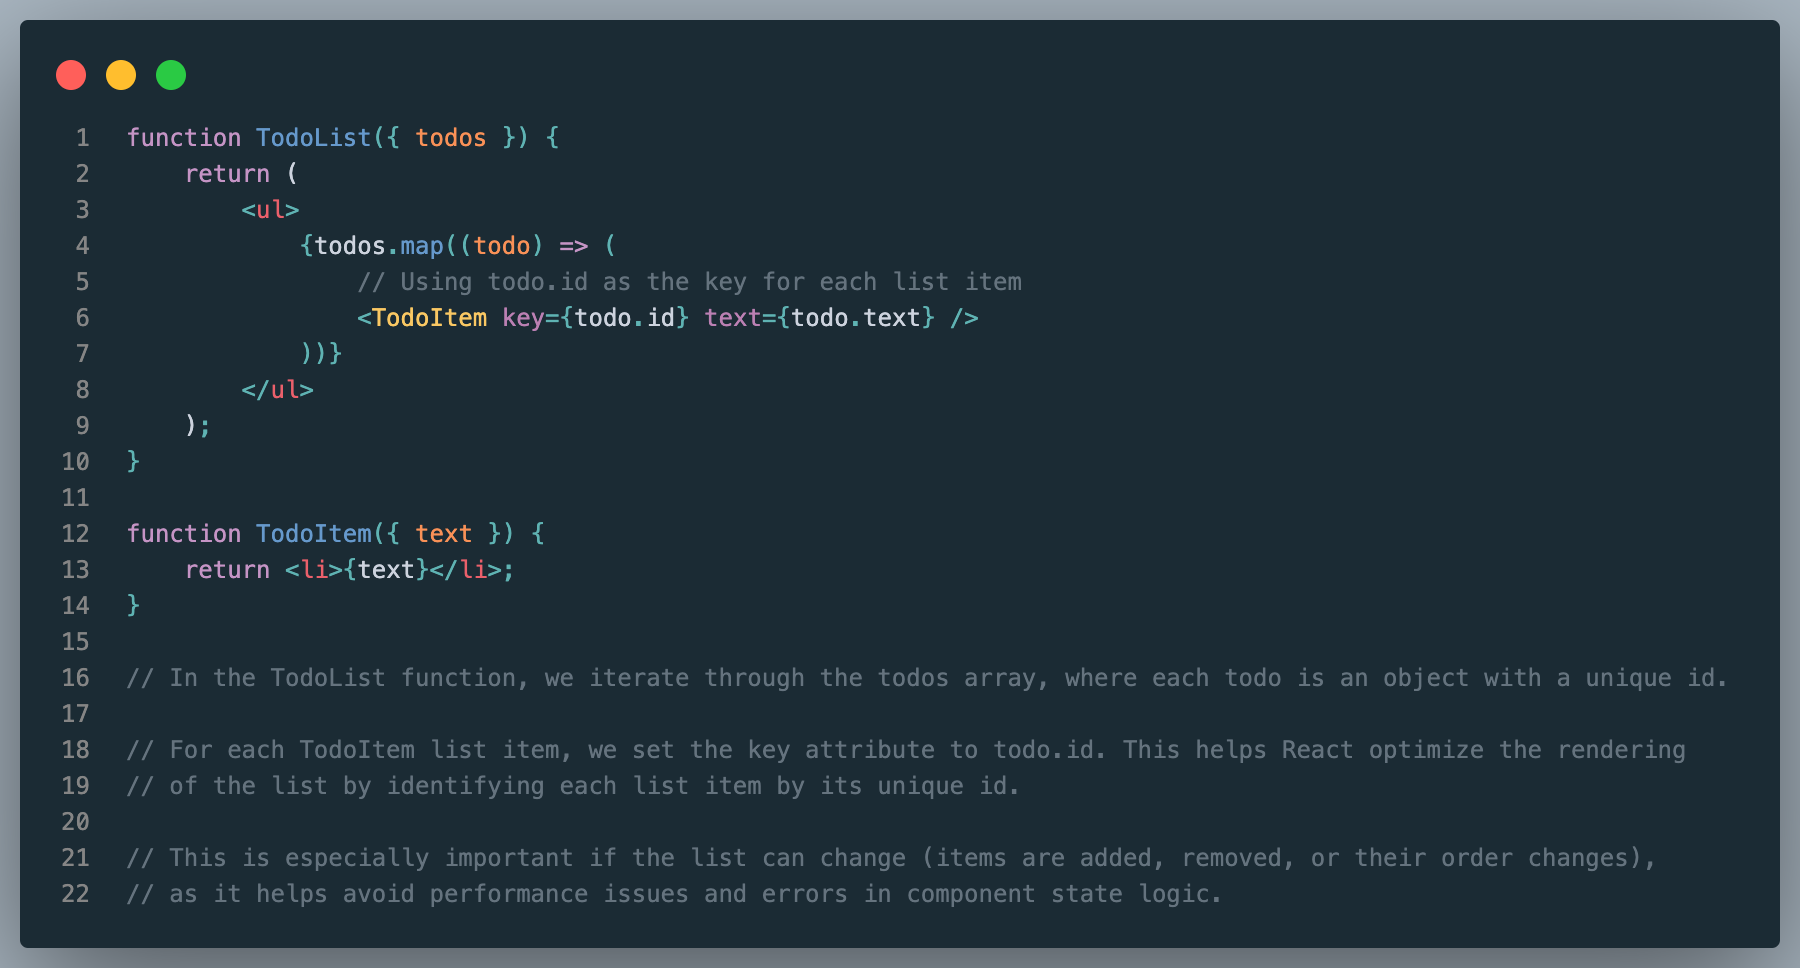 1 function TodoList({ todos }) {
2 return (
3 <ul>
4 {todos.map((todo) => (
5 // Using todo.id as the key for each list item
6 <TodoItem key={todo.id} text={todo.text} />
7 ))}
8 </ul>
9 );
10 }
11
12 function TodoItem({ text }) {
13 return <li>{text}</li>;
14 }
15
16 // In the TodoList function, we iterate through the todos array, where each todo is an object with a unique id.
17
18 // For each TodoItem list item, we set the key attribute to todo.id. This helps React optimize the rendering
19 // of the list by identifying each list item by its unique id.
20
21 // This is especially important if the list can change (items are added, removed, or their order changes),
22 // as it helps avoid performance issues and errors in component state logic.